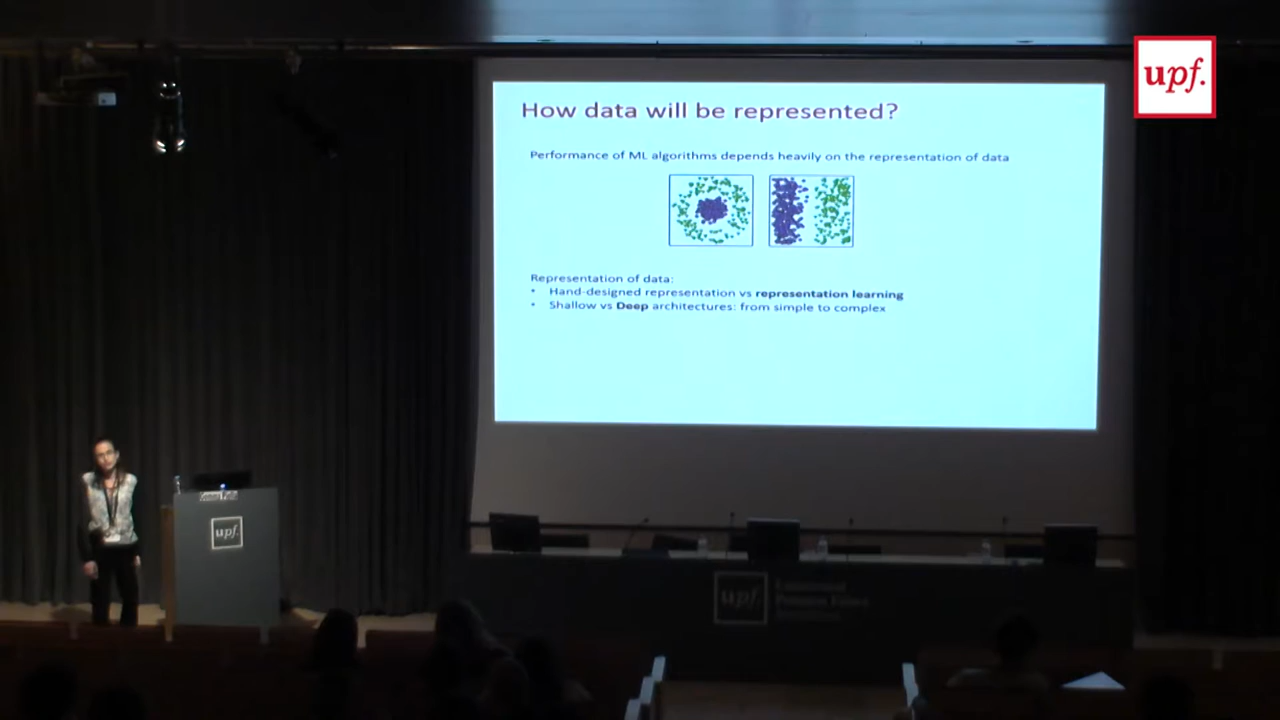 upf.
How data will be represented?
Performance of ML algorithms depends heavily on the representation of data
Representation of data:
• Hand-designed representation vs representation learning
• Shallow vs Deep architectures: from simple to complex
upf.
upf.